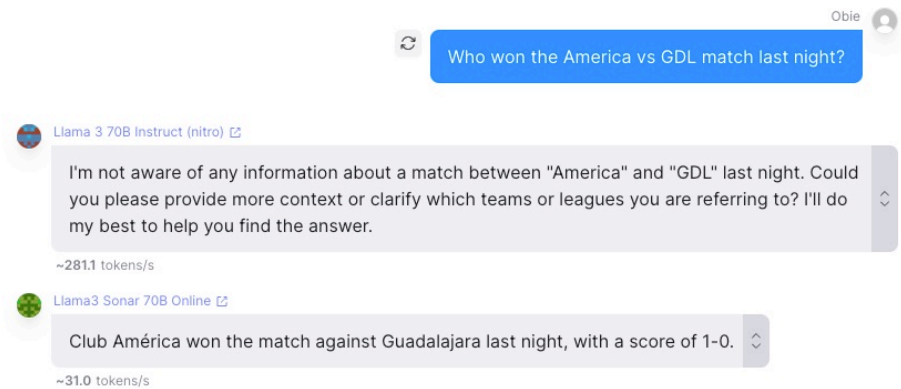 Obie
Who won the America vs GDL match last night?
Llama 3 70B Instruct (nitro)
I'm not aware of any information about a match between "America" and "GDL" last night. Could
you please provide more context or clarify which teams or leagues you are referring to? I'll do
my best to help you find the answer.
~281.1 tokens/s
Llama3 Sonar 70B Online
Club América won the match against Guadalajara last night, with a score of 1-0.
~31.0 tokens/s